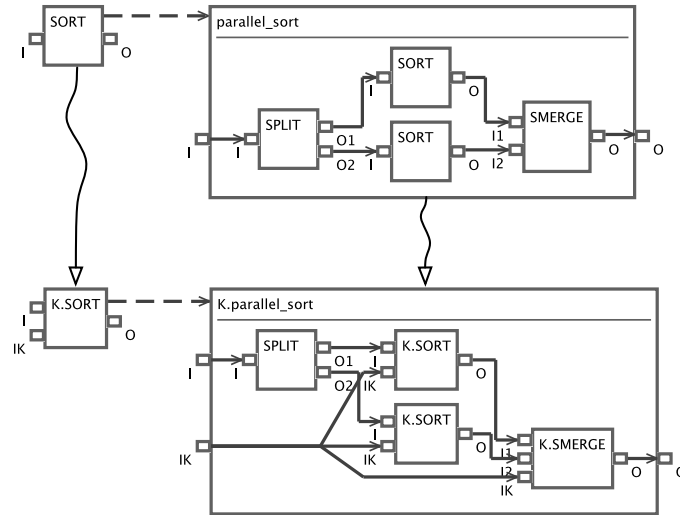 SORT
I
O
parallel_sort
SORT
I
O
SPLIT
I
O1
O2
SORT
I
O
SMERGE
I1
I2
O
I
O
K.SORT
I
IK
O
K.parallel_sort
SPLIT
I
O1
O2
K.SORT
I
IK
O
K.SORT
I
IK
O
K.SMERGE
I1
I2
IK
O
I
IK
O